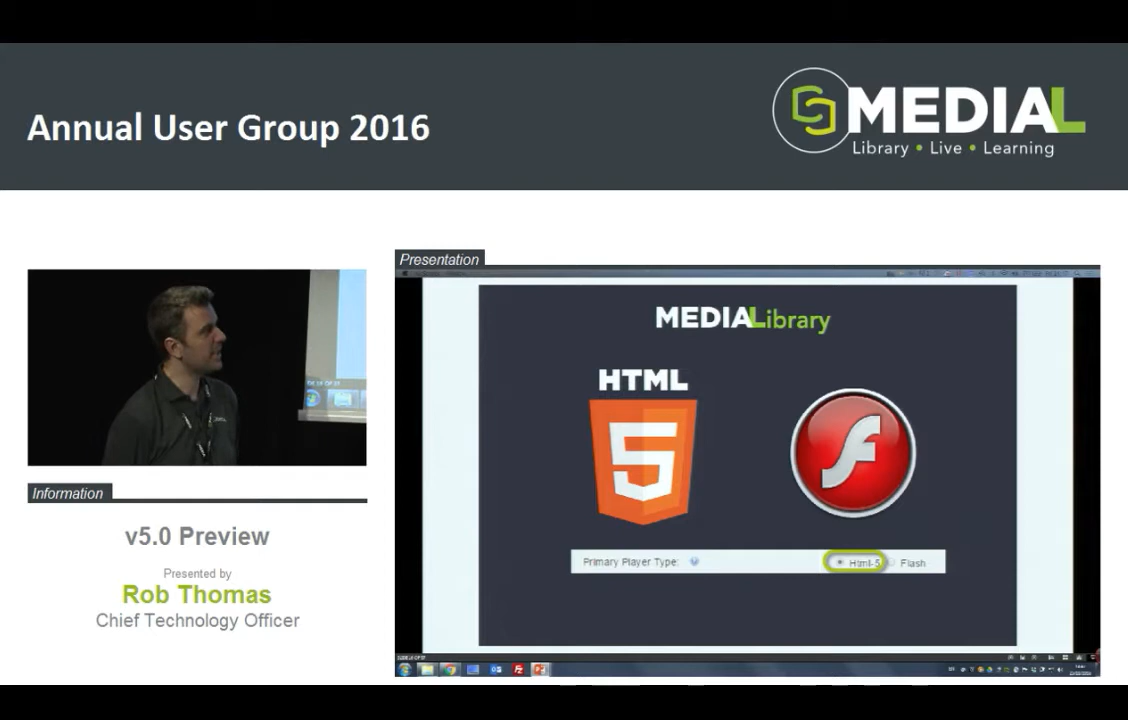 Annual User Group 2016
MEDIAL
Library • Live • Learning
Presentation
MEDIALibrary
HTML
5
Primary Player Type:
Html-5
Flash
Information
v5.0 Preview
Presented by
Rob Thomas
Chief Technology Officer